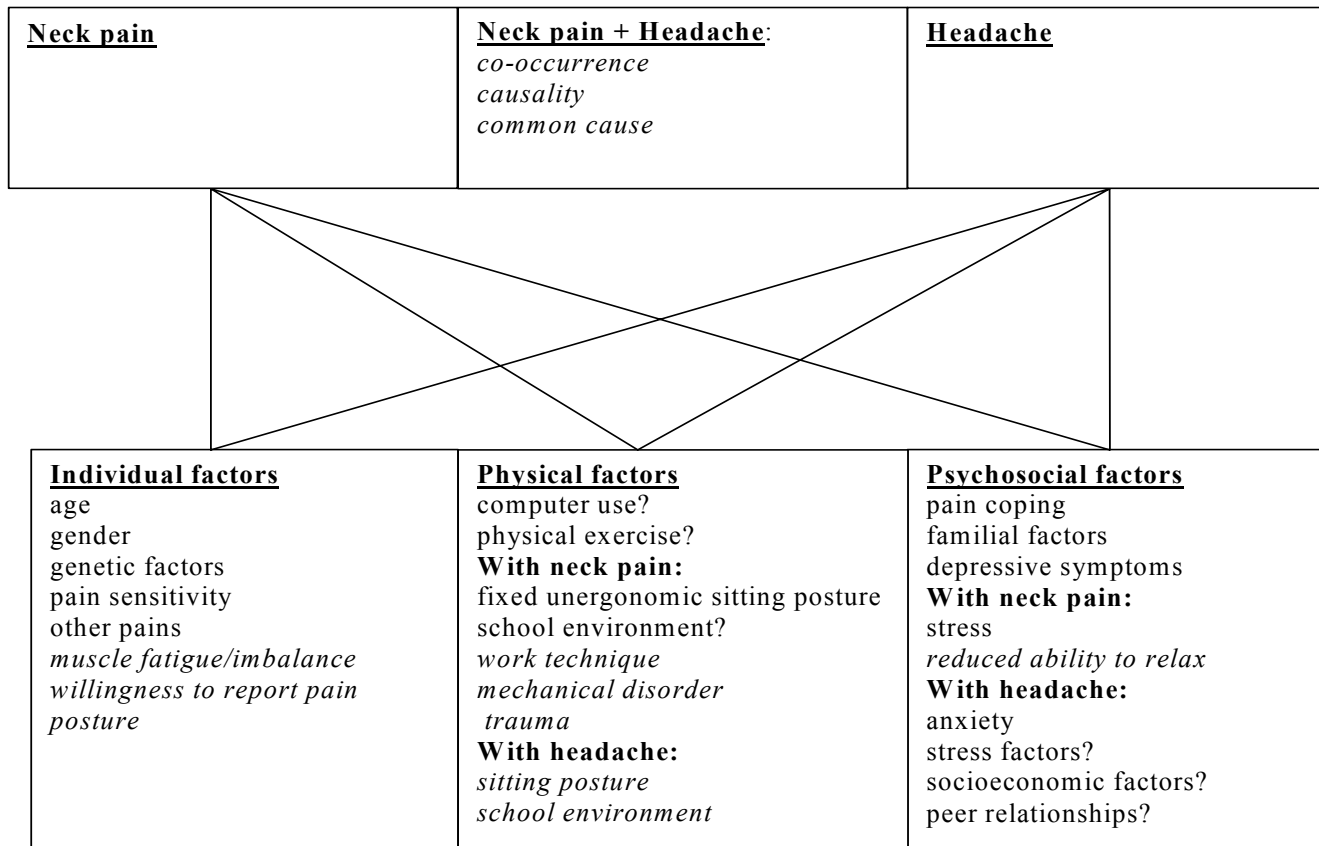 Neck pain
Neck pain + Headache:
co-occurrence
causality
common cause
Headache
Individual factors
age
gender
genetic factors
pain sensitivity
other pains
muscle fatigue/imbalance
willingness to report pain
posture
Physical factors
computer use?
physical exercise?
With neck pain:
fixed unergonomic sitting posture
school environment?
work technique
mechanical disorder
trauma
With headache:
sitting posture
school environment
Psychosocial factors
pain coping
familial factors
depressive symptoms
With neck pain:
stress
reduced ability to relax
With headache:
anxiety
stress factors?
socioeconomic factors?
peer relationships?